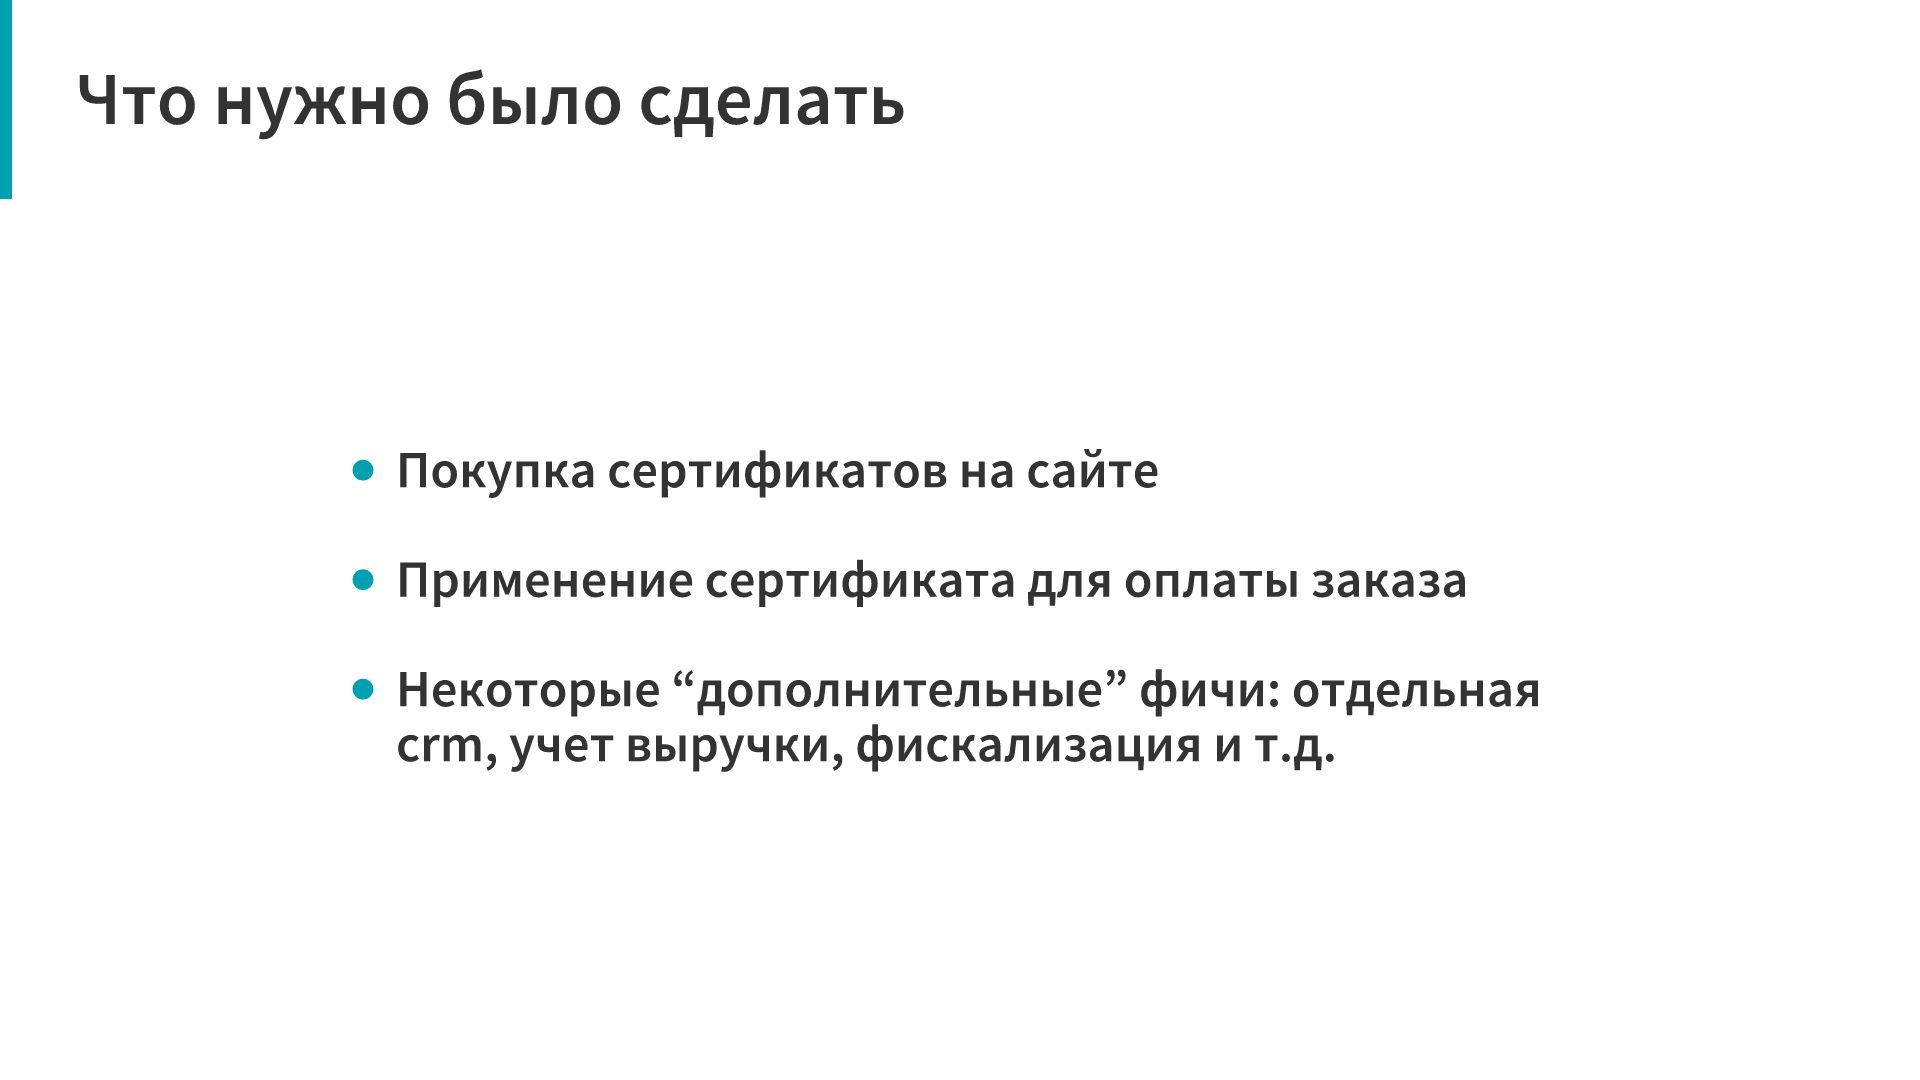 Что нужно было сделать
● Покупка сертификатов на сайте
● Применение сертификата для оплаты заказа
● Некоторые “дополнительные” фичи: отдельная
crm, учет выручки, фискализация и т.д.